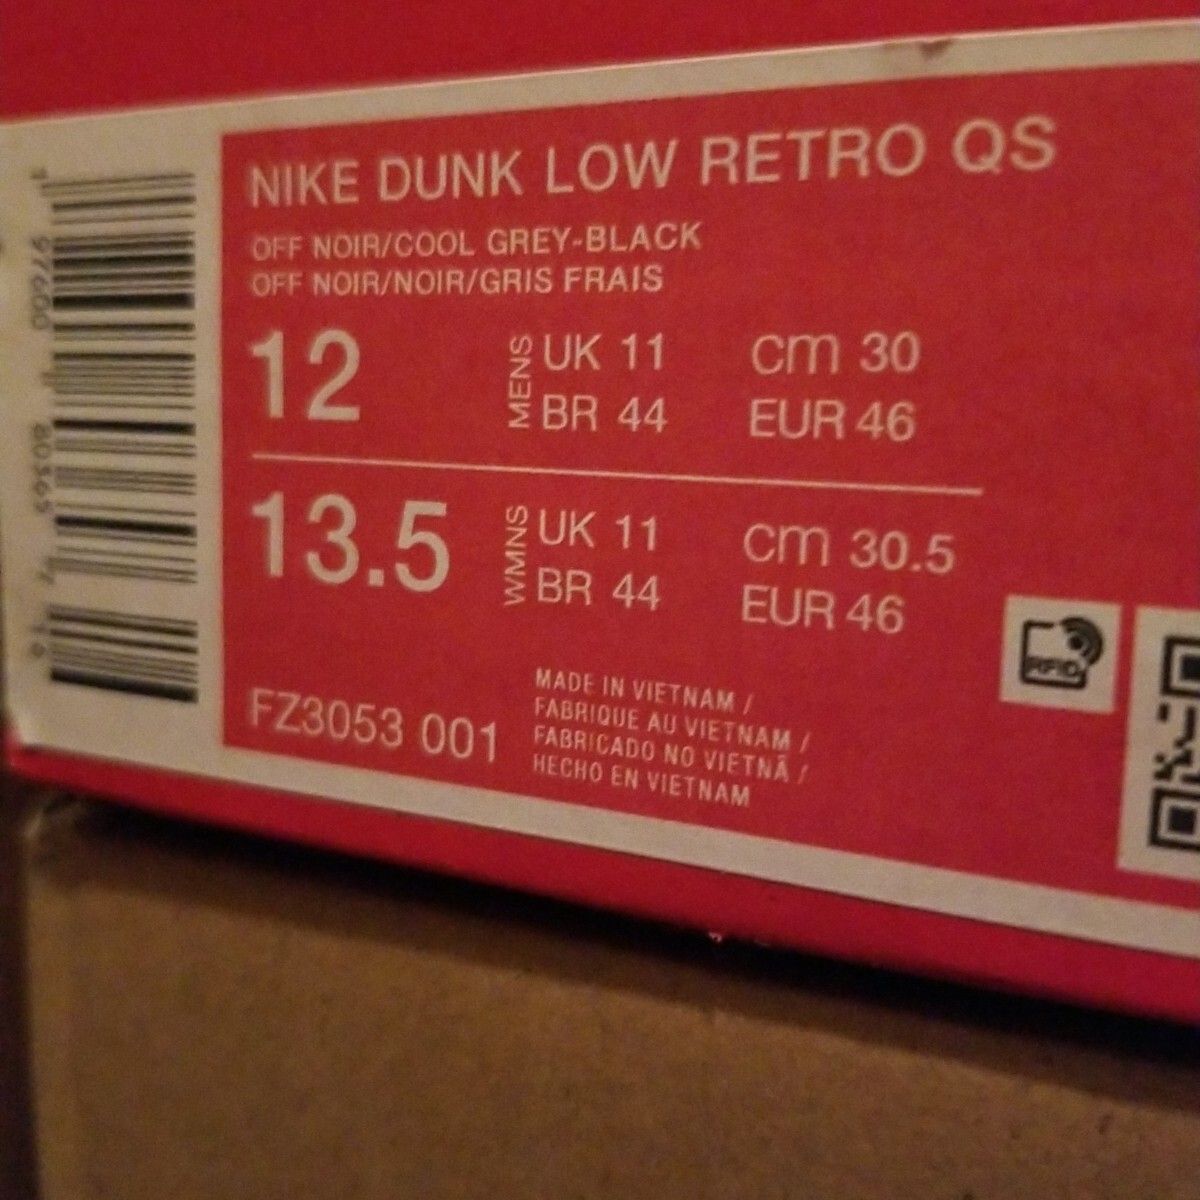 NIKE DUNK LOW RETRO QS
OFF NOIR/COOL GREY-BLACK
OFF NOIR/NOIR/GRIS FRAIS
12 MENS UK 11 cm 30
BR 44 EUR 46
13.5 WMNS UK 11 cm 30.5
BR 44 EUR 46
FZ3053 001
MADE IN VIETNAM /
FABRIQUE AU VIETNAM /
FABRICADO NO VIETNÃ /
HECHO EN VIETNAM
RFID